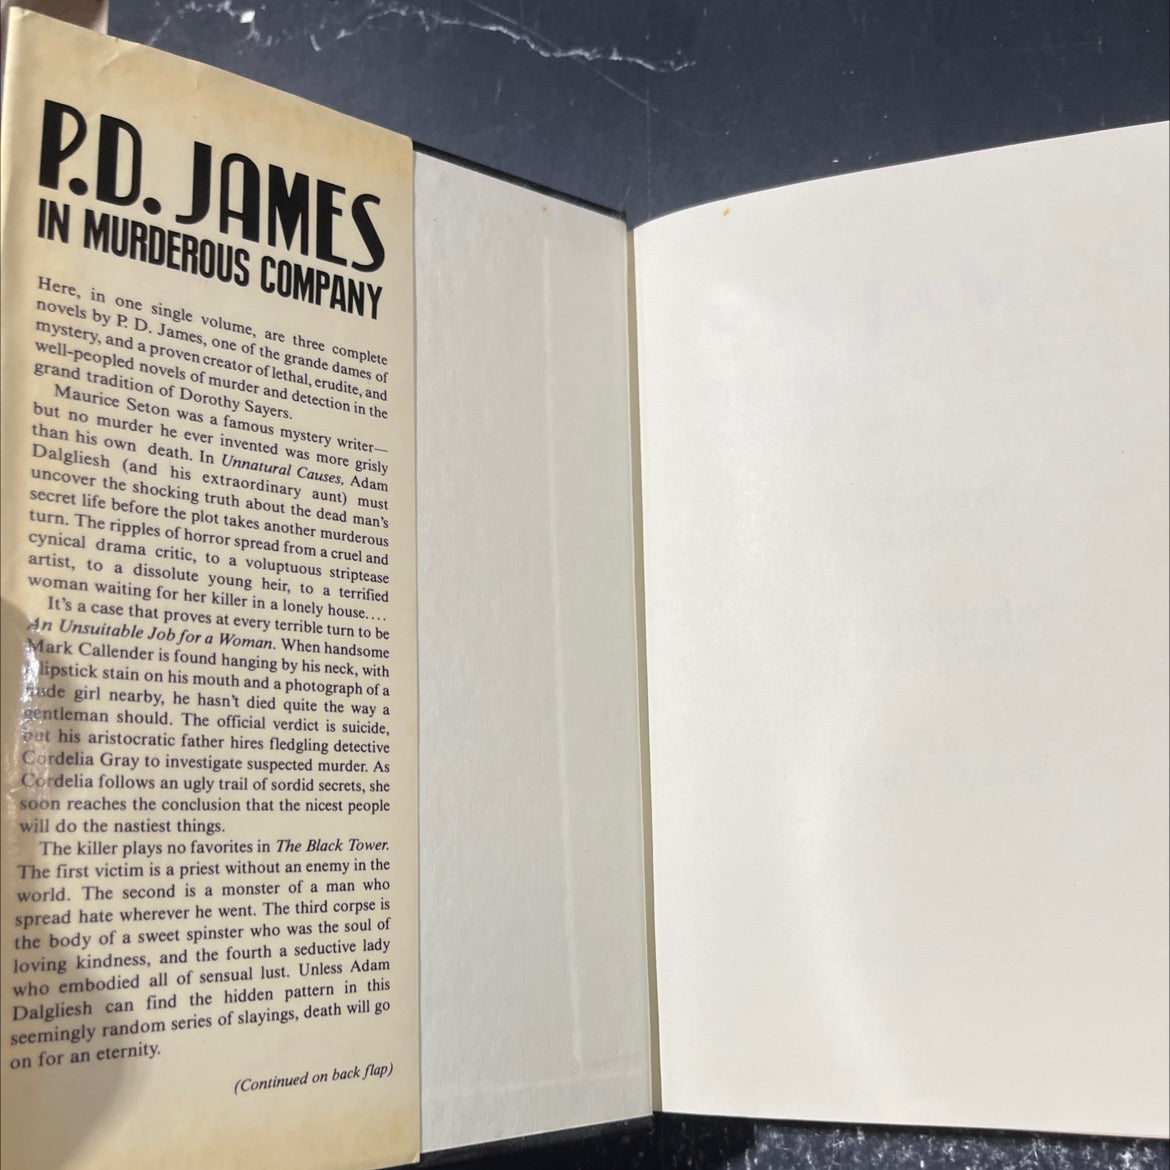 P.D. JAMES
IN MURDEROUS COMPANY
Here, in one single volume, are three complete
novels by P. D. James, one of the grande dames of
mystery, and a proven creator of lethal, erudite, and
well-peopled novels of murder and detection in the
grand tradition of Dorothy Sayers.
Maurice Seton was a famous mystery writer—
but no murder he ever invented was more grisly
than his own death. In Unnatural Causes, Adam
Dalgliesh (and his extraordinary aunt) must
uncover the shocking truth about the dead man's
secret life before the plot takes another murderous
turn. The ripples of horror spread from a cruel and
cynical drama critic, to a voluptuous striptease
artist, to a dissolute young heir, to a terrified
woman waiting for her killer in a lonely house....
It's a case that proves at every terrible turn to be
An Unsuitable Job for a Woman. When handsome
Mark Callender is found hanging by his neck, with
lipstick stain on his mouth and a photograph of a
nude girl nearby, he hasn't died quite the way a
gentleman should. The official verdict is suicide,
but his aristocratic father hires fledgling detective
Cordelia Gray to investigate suspected murder. As
Cordelia follows an ugly trail of sordid secrets, she
soon reaches the conclusion that the nicest people
will do the nastiest things.
The killer plays no favorites in The Black Tower.
The first victim is a priest without an enemy in the
world. The second is a monster of a man who
spread hate wherever he went. The third corpse is
the body of a sweet spinster who was the soul of
loving kindness, and the fourth a seductive lady
who embodied all of sensual lust. Unless Adam
Dalgliesh can find the hidden pattern in this
seemingly random series of slayings, death will go
on for an eternity.
(Continued on back flap)